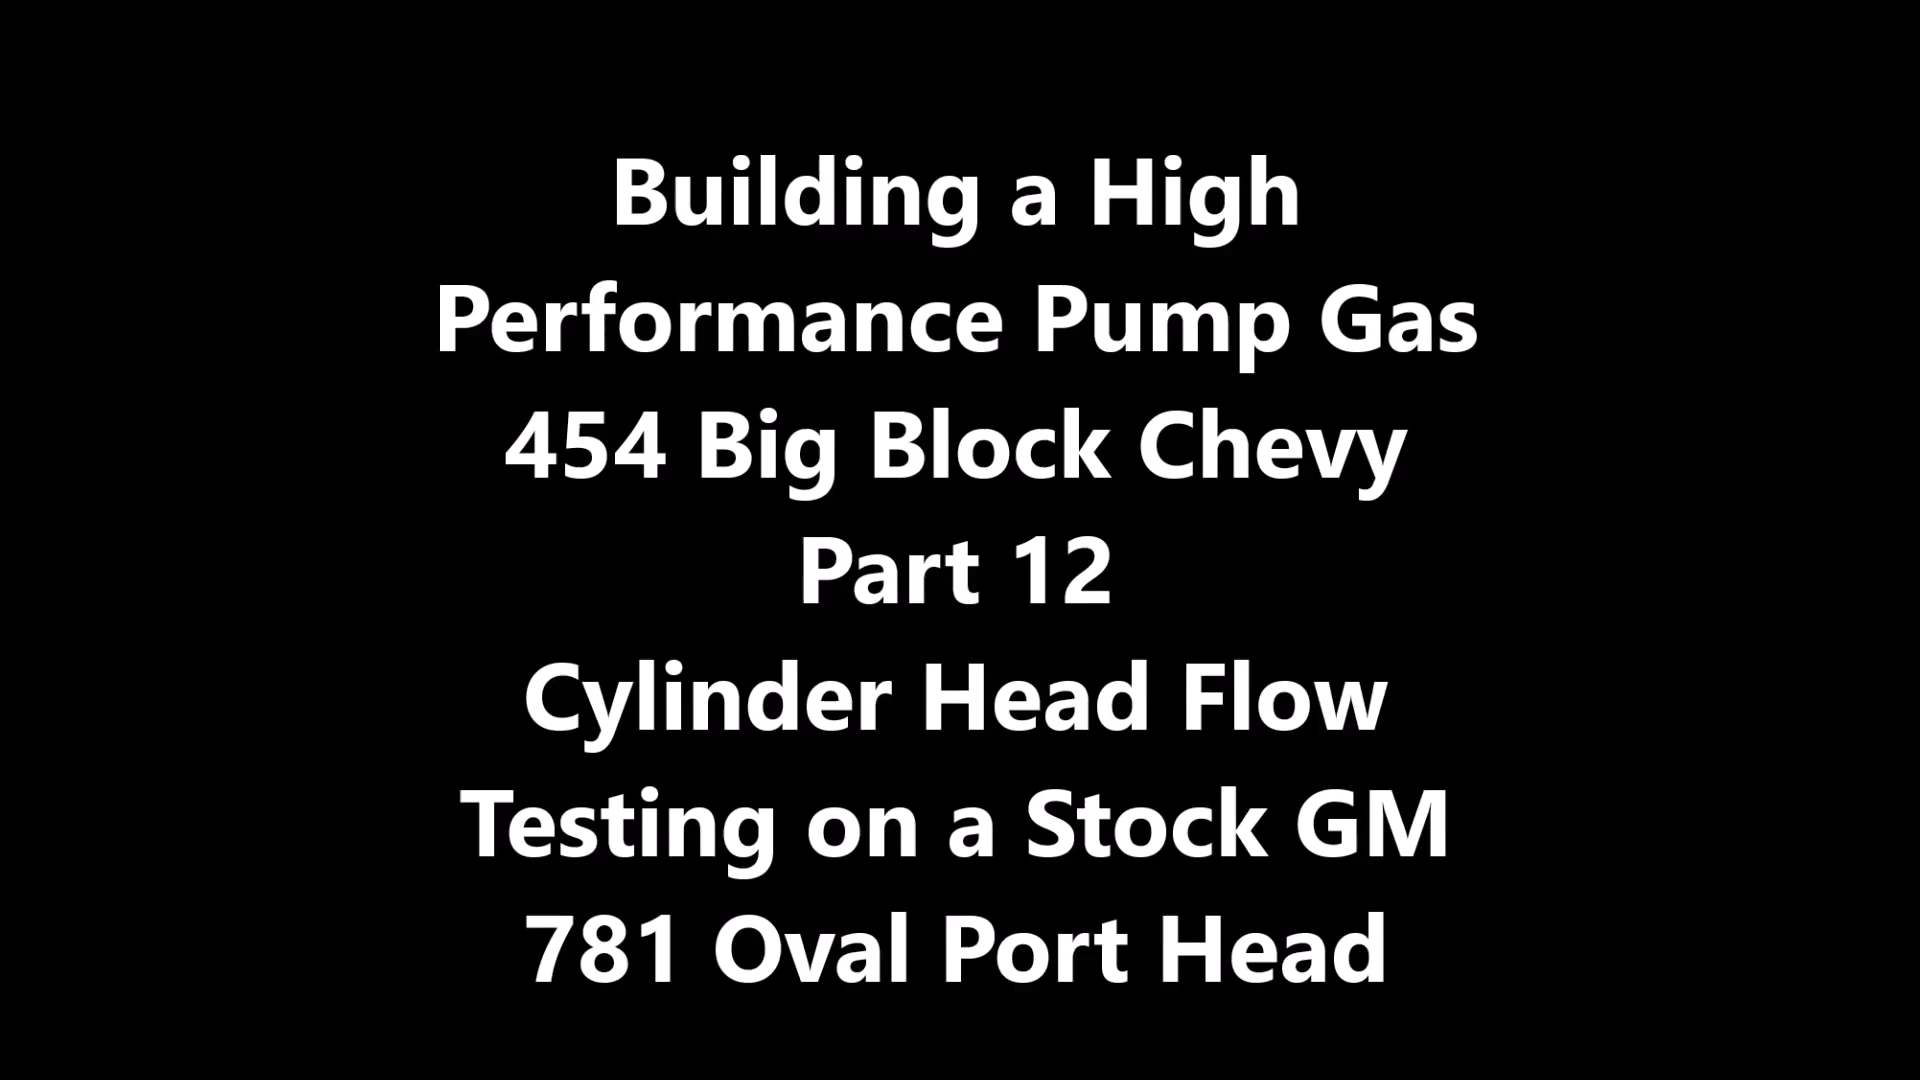 Building a High
Performance Pump Gas
454 Big Block Chevy
Part 12
Cylinder Head Flow
Testing on a Stock GM
781 Oval Port Head